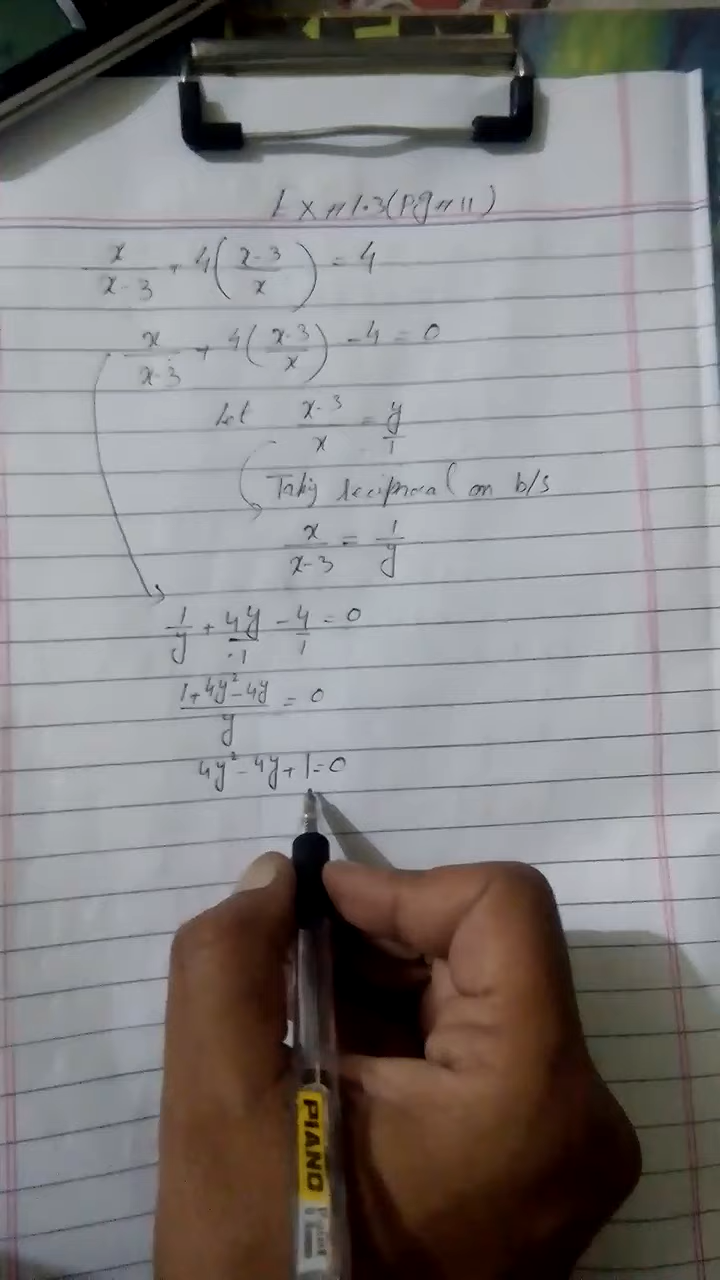 Ex # 1.3 (Pg # 11)
x/(x-3) + 4((x-3)/x) = 4
x/(x-3) + 4((x-3)/x) - 4 = 0
Let (x-3)/x = y/1
Taking reciprocal on b/s
x/(x-3) = 1/y
1/y + 4y/1 - 4/1 = 0
(1+4y²-4y)/y = 0
4y² - 4y + 1 = 0
PIANO